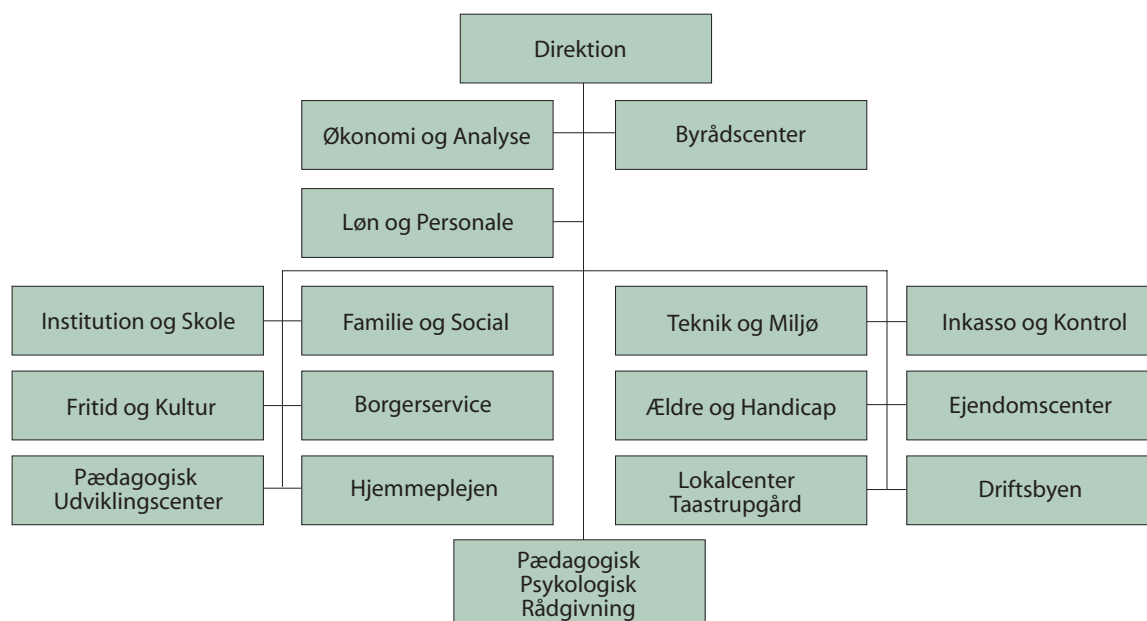 Direktion
Økonomi og Analyse
Byrådscenter
Løn og Personale
Institution og Skole
Familie og Social
Teknik og Miljø
Inkasso og Kontrol
Fritid og Kultur
Borgerservice
Ældre og Handicap
Ejendomscenter
Pædagogisk
Udviklingscenter
Hjemmeplejen
Lokalcenter
Taastrupgård
Driftsbyen
Pædagogisk
Psykologisk
Rådgivning